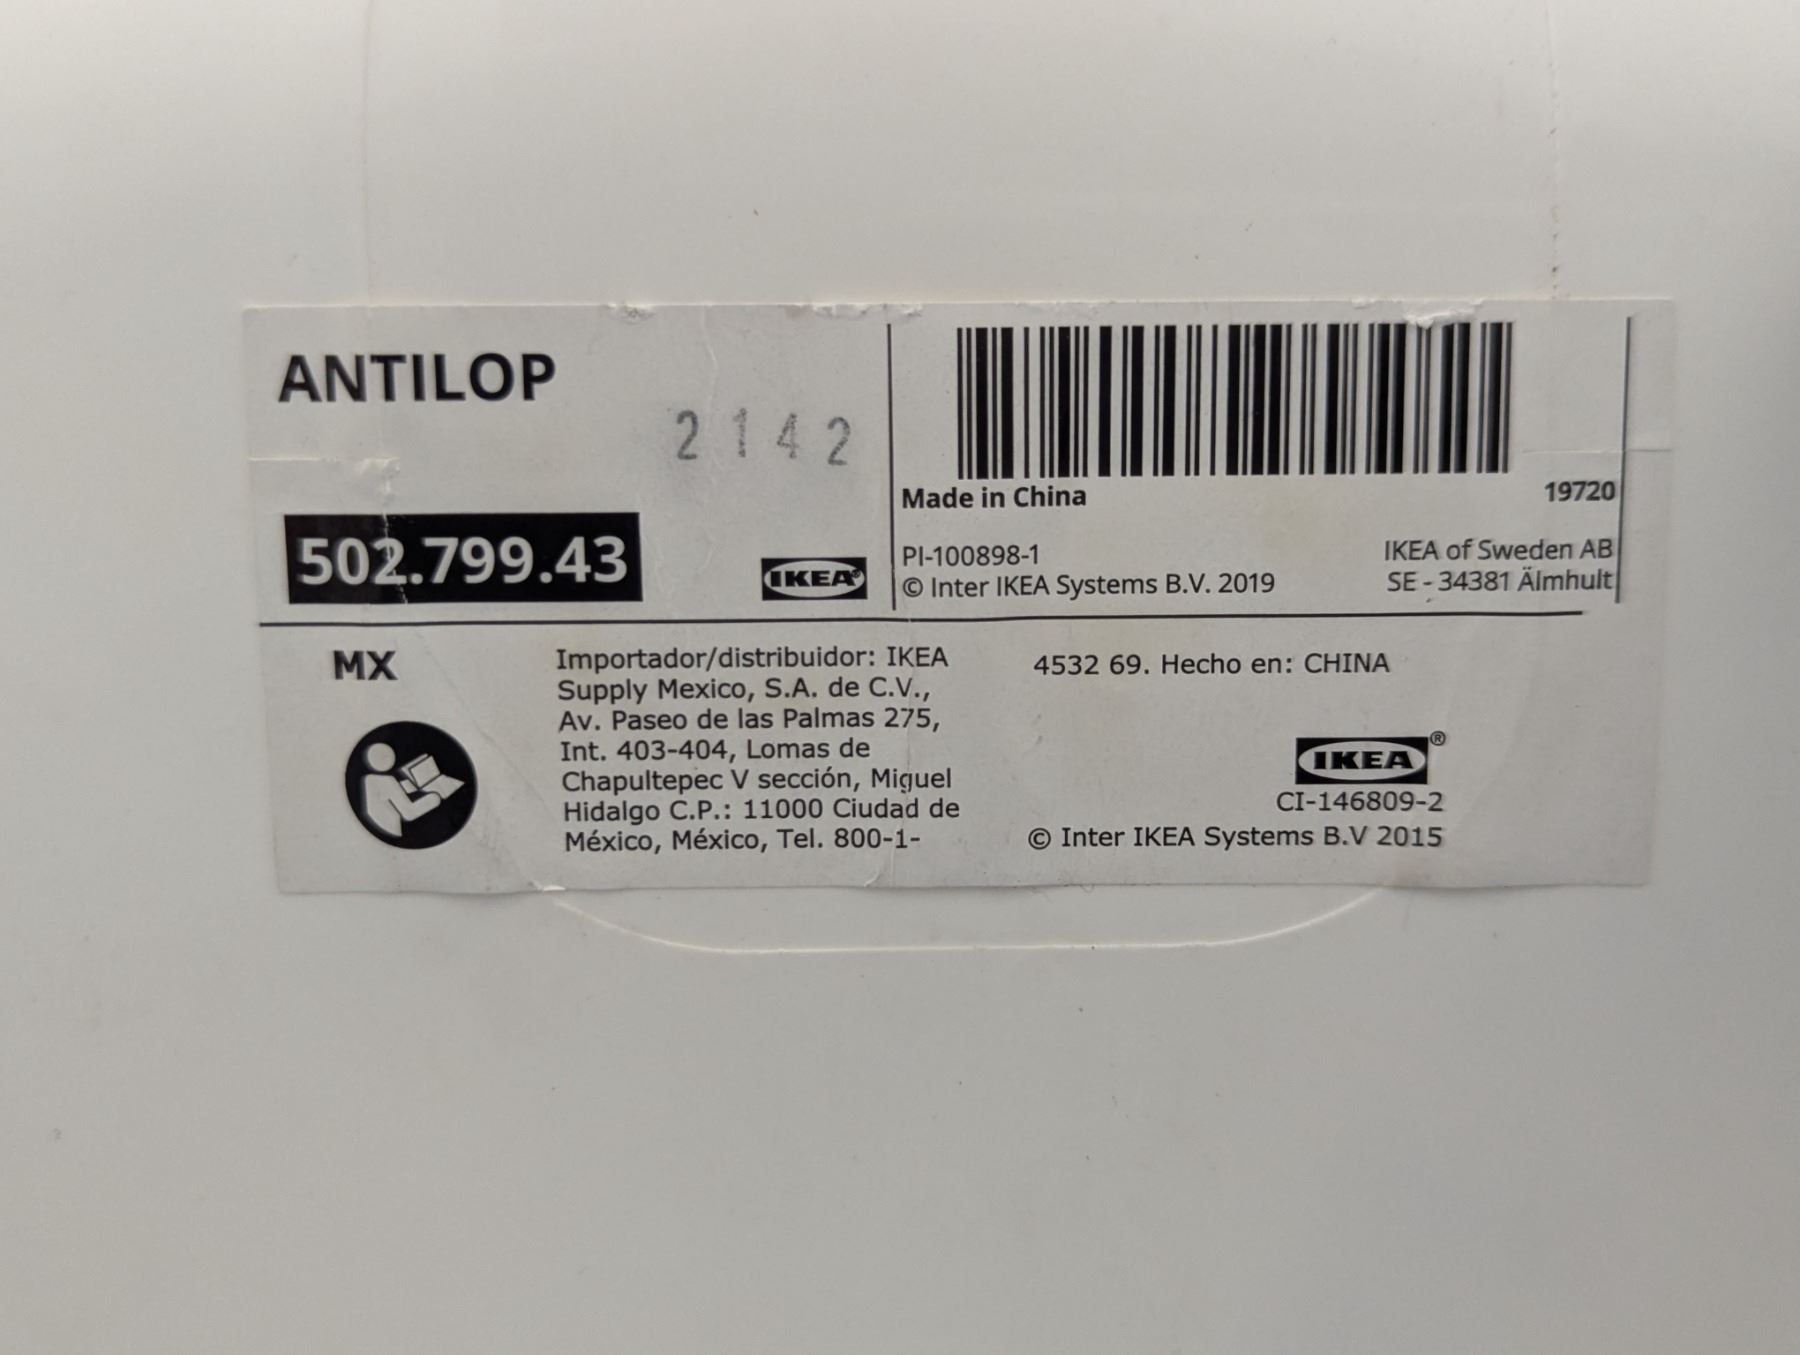 ANTILOP
2142
502.799.43
IKEA®
Made in China
19720
PI-100898-1
© Inter IKEA Systems B.V. 2019
IKEA of Sweden AB
SE - 34381 Älmhult
MX
Importador/distribuidor: IKEA
Supply Mexico, S.A. de C.V.,
Av. Paseo de las Palmas 275,
Int. 403-404, Lomas de
Chapultepec V sección, Miguel
Hidalgo C.P.: 11000 Ciudad de
México, México, Tel. 800-1-
4532 69. Hecho en: CHINA
IKEA®
CI-146809-2
© Inter IKEA Systems B.V 2015